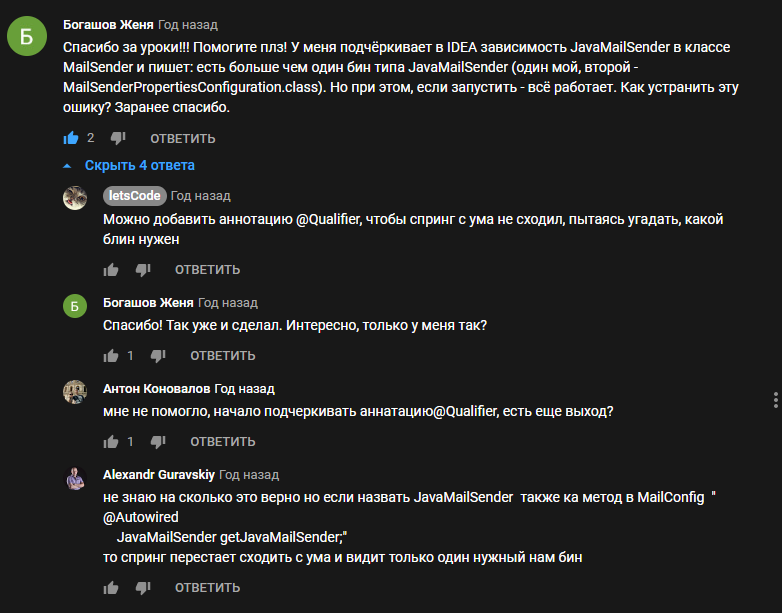 Б
Богашов Женя Год назад
Спасибо за уроки!!! Помогите плз! У меня подчёркивает в IDEA зависимость JavaMailSender в классе
MailSender и пишет: есть больше чем один бин типа JavaMailSender (один мой, второй -
MailSenderPropertiesConfiguration.class). Но при этом, если запустить - всё работает. Как устранить эту
ошику? Заранее спасибо.
2 ОТВЕТИТЬ
Скрыть 4 ответа
letsCode Год назад
Можно добавить аннотацию @Qualifier, чтобы спринг с ума не сходил, пытаясь угадать, какой
блин нужен
ОТВЕТИТЬ
Б
Богашов Женя Год назад
Спасибо! Так уже и сделал. Интересно, только у меня так?
1 ОТВЕТИТЬ
Антон Коновалов Год назад
мне не помогло, начало подчеркивать аннатацию@Qualifier, есть еще выход?
1 ОТВЕТИТЬ
Alexandr Guravskiy Год назад
не знаю на сколько это верно но если назвать JavaMailSender также ка метод в MailConfig "
@Autowired
JavaMailSender getJavaMailSender;"
то спринг перестает сходить с ума и видит только один нужный нам бин
ОТВЕТИТЬ